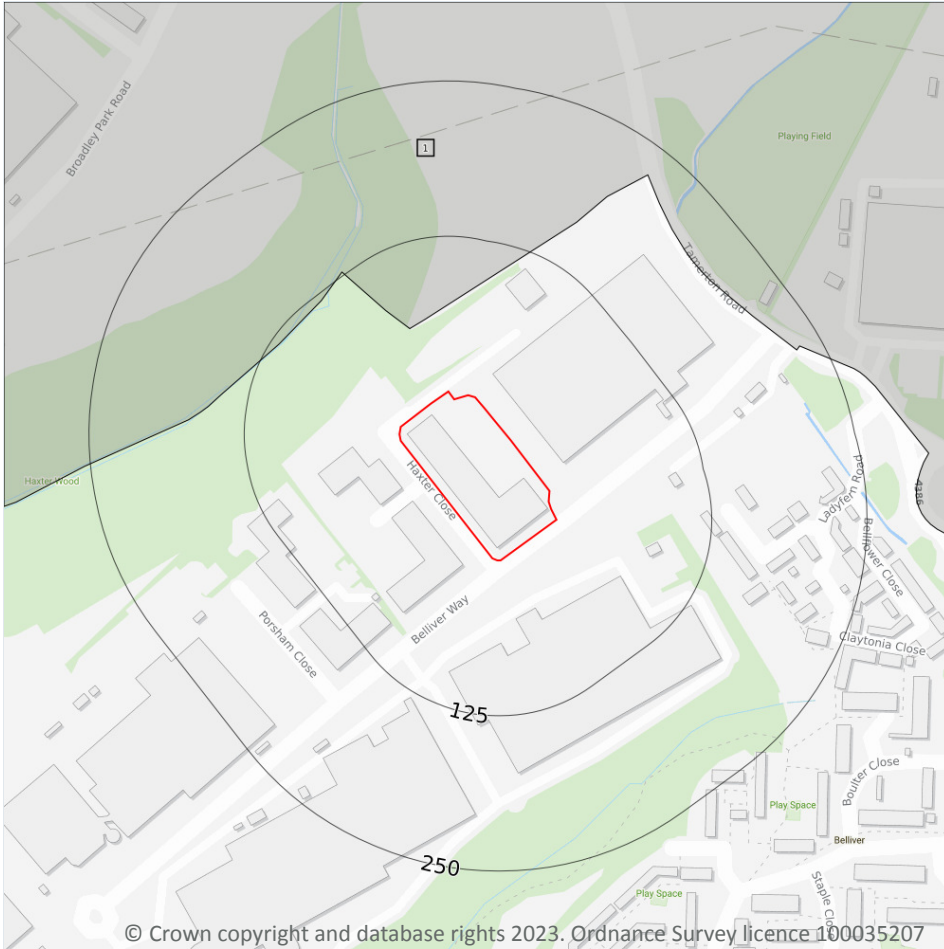 Broadley Park Road
1
Playing Field
Tamerton Road
Haxter Wood
Haxter Close
Ladyfern Road
4386
Bellflower Close
Claytonia Close
Belliver Way
Porsham Close
125
Boulter Close
Play Space
Belliver
250
Play Space
Staple Clos
© Crown copyright and database rights 2023. Ordnance Survey licence 100035207